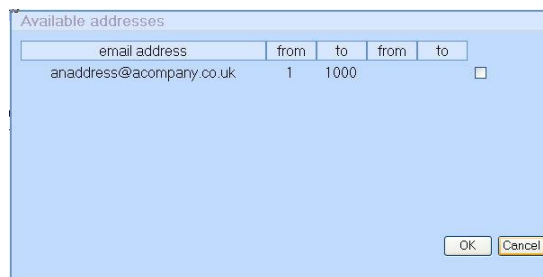 Available addresses
email address from to from to
anaddress@acompany.co.uk 1 1000
OK Cancel